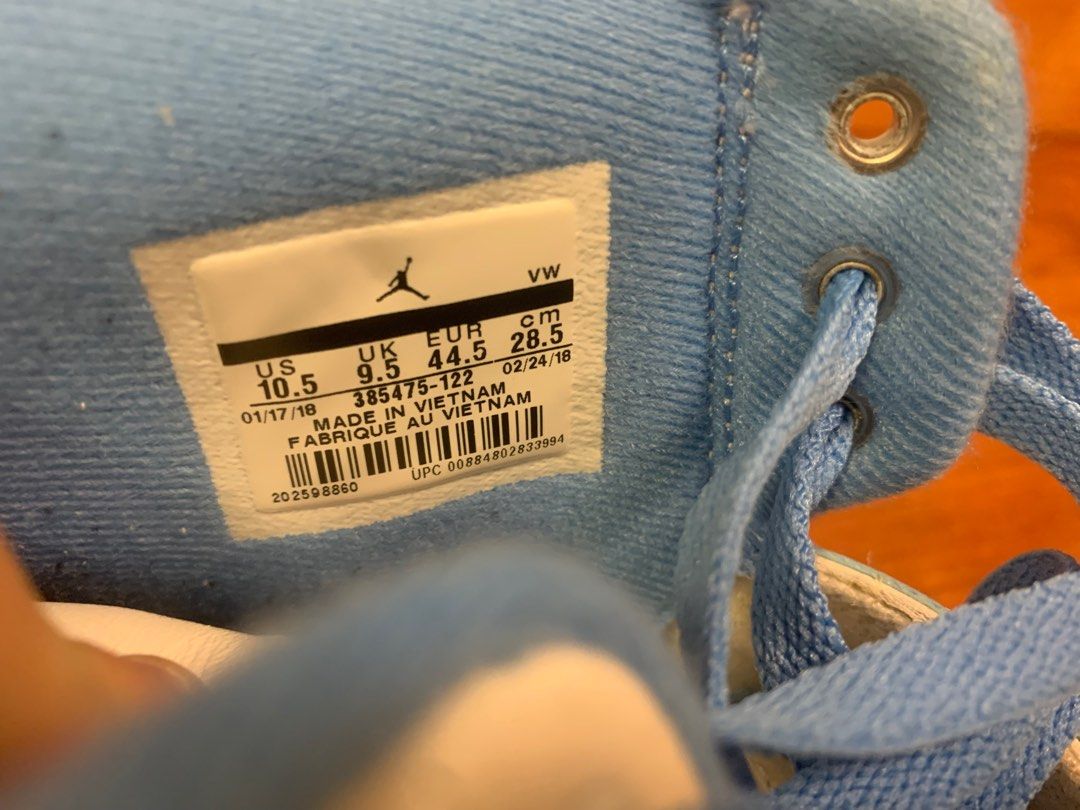 VW
US UK EUR cm
10.5 9.5 44.5 28.5
385475-122
01/17/18 02/24/18
MADE IN VIETNAM
FABRIQUE AU VIETNAM
UPC 00884802833994
202598860